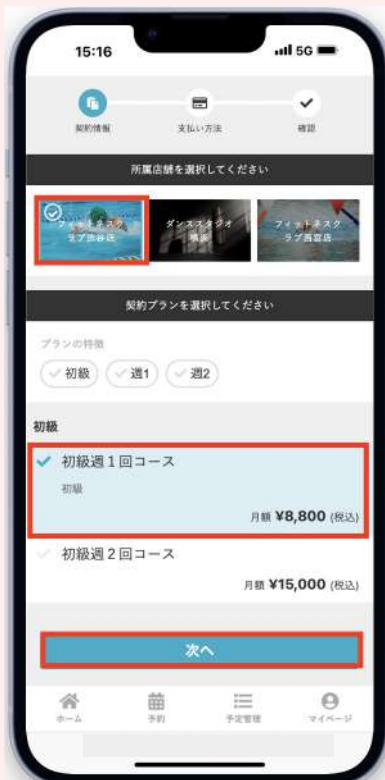 15:16
5G
契約情報
支払い方法
確認
所属店舗を選択してください
フィットネスク
ラブ渋谷店
ダンススタジオ
横浜
フィットネスク
ラブ西宮店
契約プランを選択してください
プランの特徴
初級
週1
週2
初級
初級週1回コース
初級
月額 ¥8,800 (税込)
初級週2回コース
月額 ¥15,000 (税込)
次へ
ホーム
予約
予定管理
マイページ